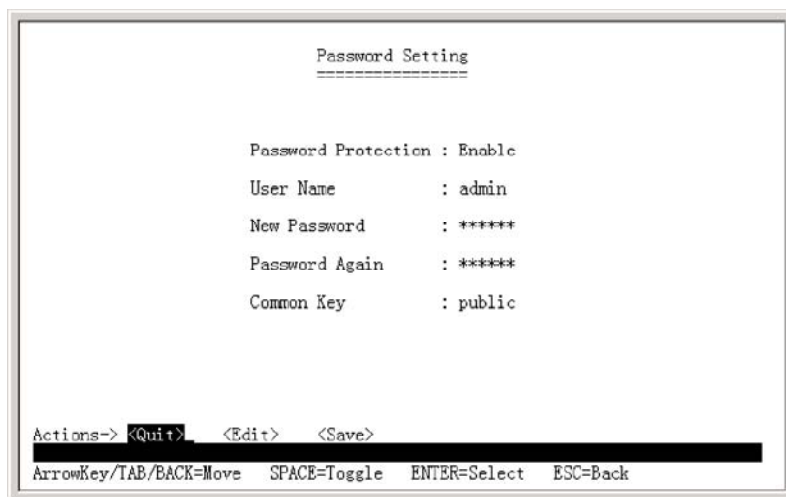 Password Setting
================
Password Protection : Enable
User Name : admin
New Password : ******
Password Again : ******
Common Key : public
Actions-> <Quit> <Edit> <Save>
ArrowKey/TAB/BACK=Move SPACE=Toggle ENTER=Select ESC=Back